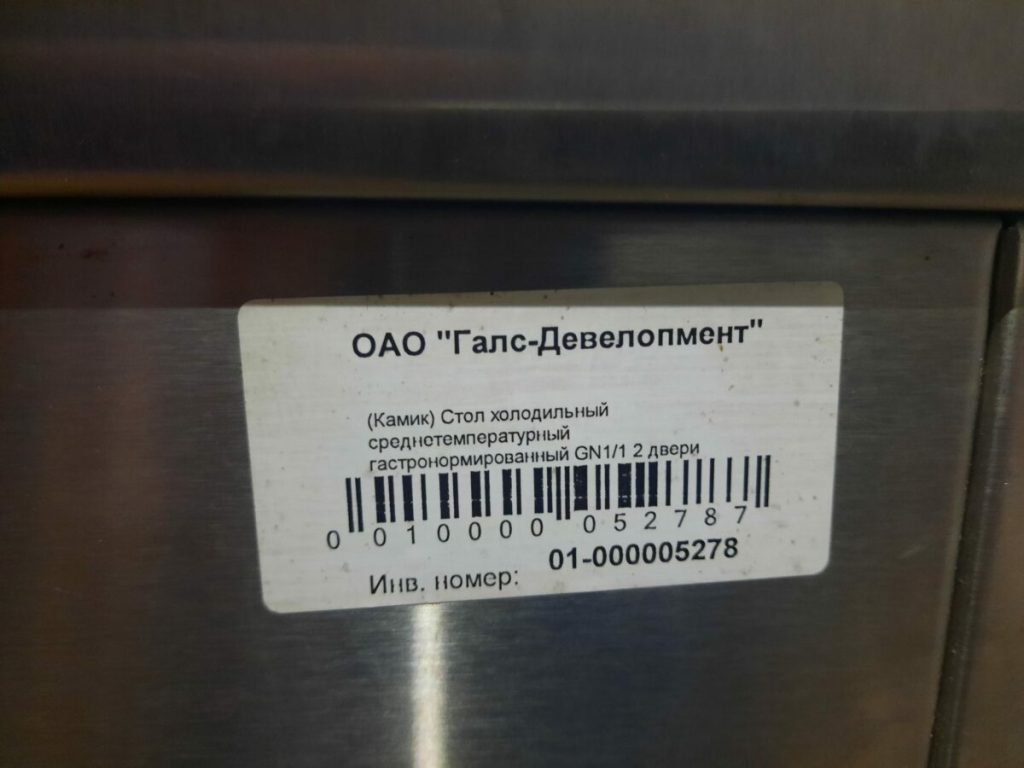 ОАО "Галс-Девелопмент"
(Камик) Стол холодильный
среднетемпературный
гастронормированный GN1/1 2 двери
0 010000 052787
Инв. номер: 01-000005278